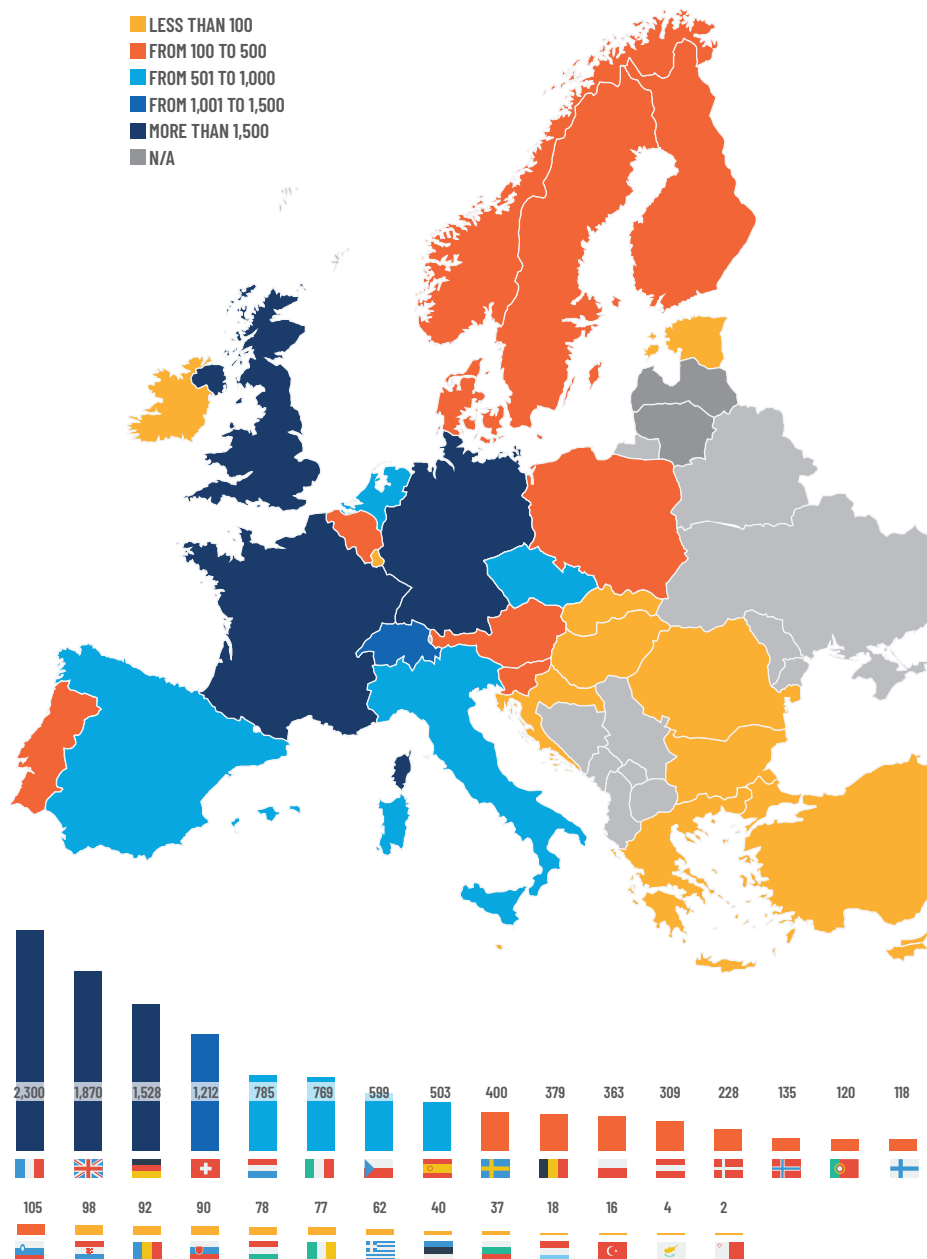 LESS THAN 100
FROM 100 TO 500
FROM 501 TO 1,000
FROM 1,001 TO 1,500
MORE THAN 1,500
N/A
2,300 1,870 1,528 1,212 785 769 599 503 400 379 363 309 228 135 120 118
105 98 92 90 78 77 62 40 37 18 16 4 2